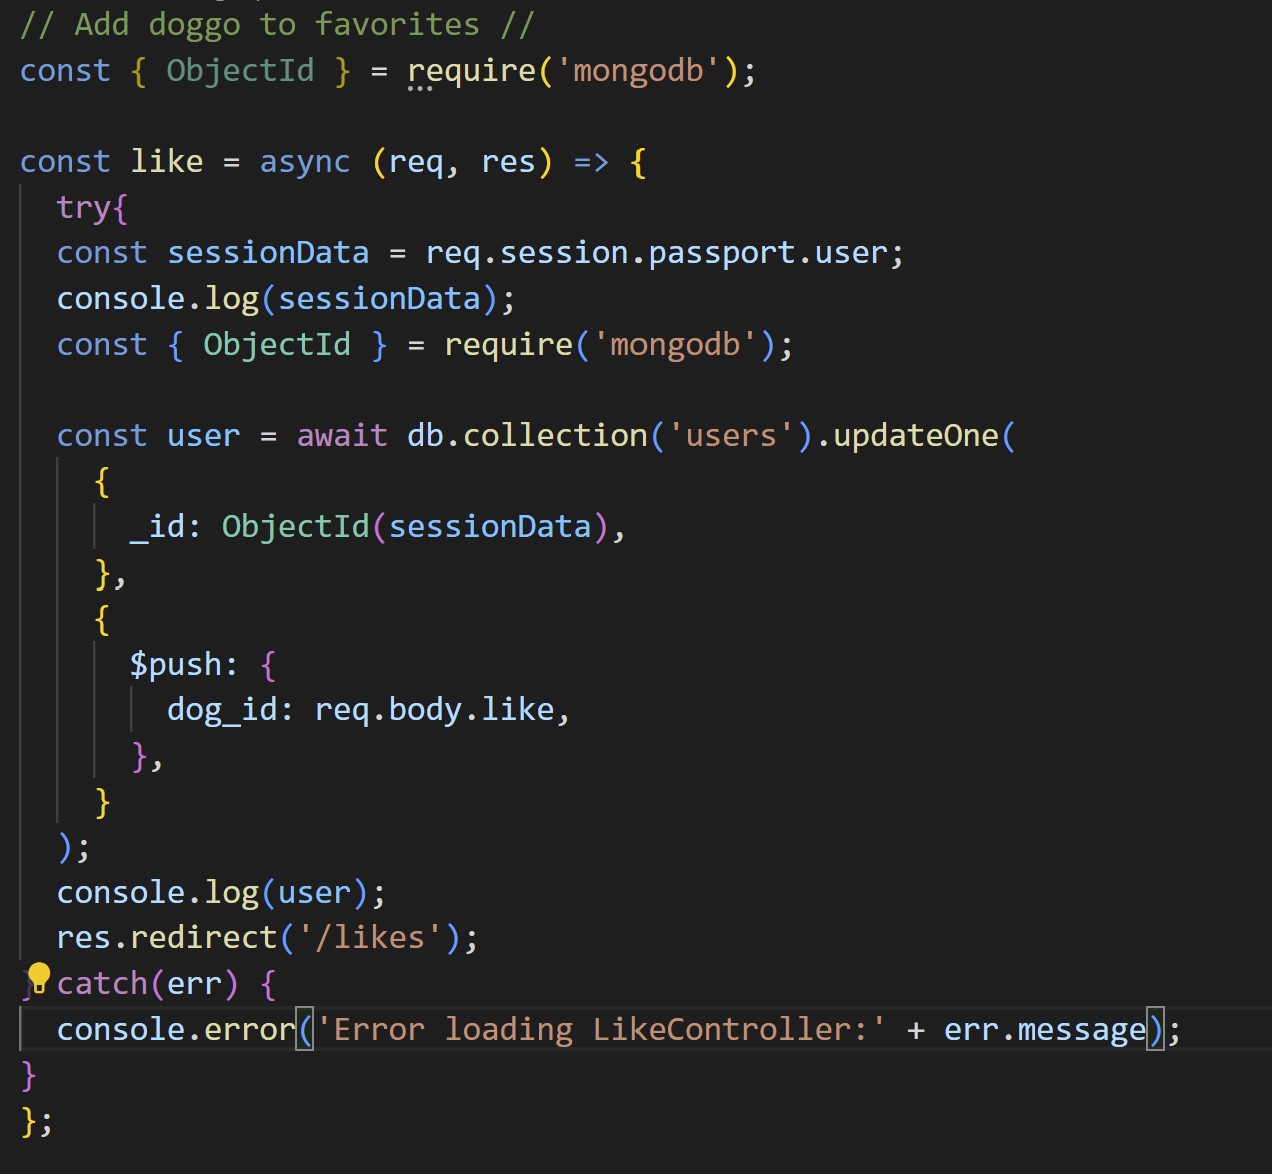 // Add doggo to favorites //
const { ObjectId } = require('mongodb');

const like = async (req, res) => {
  try{
  const sessionData = req.session.passport.user;
  console.log(sessionData);
  const { ObjectId } = require('mongodb');

  const user = await db.collection('users').updateOne(
    {
      _id: ObjectId(sessionData),
    },
    {
      $push: {
        dog_id: req.body.like,
      },
    }
  );
  console.log(user);
  res.redirect('/likes');
} catch(err) {
  console.error('Error loading LikeController:' + err.message);
}
};